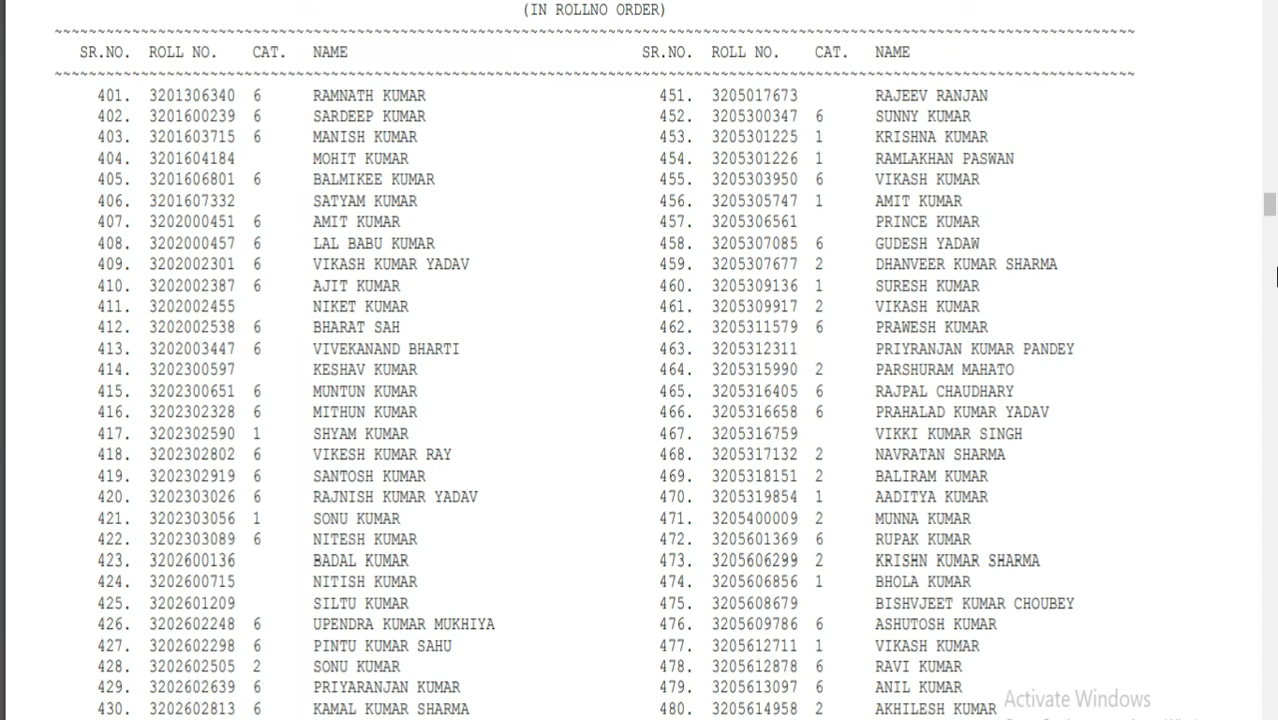 (IN ROLLNO ORDER)
~~~~~~~~~~~~~~~~~~~~~~~~~~~~~~~~~~~~~~~~~~~~~~~~~~~~~~~~~~~~~~~~~~~~~~~~~~~~~~~~~~~~~~~~~~~~~~~~~~~~~~~~~~~~~~~~~~~~~~~~~~~~~
SR.NO. ROLL NO. CAT. NAME SR.NO. ROLL NO. CAT. NAME
~~~~~~~~~~~~~~~~~~~~~~~~~~~~~~~~~~~~~~~~~~~~~~~~~~~~~~~~~~~~~~~~~~~~~~~~~~~~~~~~~~~~~~~~~~~~~~~~~~~~~~~~~~~~~~~~~~~~~~~~~~~~~
401. 3201306340 6 RAMNATH KUMAR 451. 3205017673 RAJEEV RANJAN
402. 3201600239 6 SARDEEP KUMAR 452. 3205300347 6 SUNNY KUMAR
403. 3201603715 6 MANISH KUMAR 453. 3205301225 1 KRISHNA KUMAR
404. 3201604184 MOHIT KUMAR 454. 3205301226 1 RAMLAKHAN PASWAN
405. 3201606801 6 BALMIKEE KUMAR 455. 3205303950 6 VIKASH KUMAR
406. 3201607332 SATYAM KUMAR 456. 3205305747 1 AMIT KUMAR
407. 3202000451 6 AMIT KUMAR 457. 3205306561 PRINCE KUMAR
408. 3202000457 6 LAL BABU KUMAR 458. 3205307085 6 GUDESH YADAW
409. 3202002301 6 VIKASH KUMAR YADAV 459. 3205307677 2 DHANVEER KUMAR SHARMA
410. 3202002387 6 AJIT KUMAR 460. 3205309136 1 SURESH KUMAR
411. 3202002455 NIKET KUMAR 461. 3205309917 2 VIKASH KUMAR
412. 3202002538 6 BHARAT SAH 462. 3205311579 6 PRAWESH KUMAR
413. 3202003447 6 VIVEKANAND BHARTI 463. 3205312311 PRIYRANJAN KUMAR PANDEY
414. 3202300597 KESHAV KUMAR 464. 3205315990 2 PARSHURAM MAHATO
415. 3202300651 6 MUNTUN KUMAR 465. 3205316405 6 RAJPAL CHAUDHARY
416. 3202302328 6 MITHUN KUMAR 466. 3205316658 6 PRAHALAD KUMAR YADAV
417. 3202302590 1 SHYAM KUMAR 467. 3205316759 VIKKI KUMAR SINGH
418. 3202302802 6 VIKESH KUMAR RAY 468. 3205317132 2 NAVRATAN SHARMA
419. 3202302919 6 SANTOSH KUMAR 469. 3205318151 2 BALIRAM KUMAR
420. 3202303026 6 RAJNISH KUMAR YADAV 470. 3205319854 1 AADITYA KUMAR
421. 3202303056 1 SONU KUMAR 471. 3205400009 2 MUNNA KUMAR
422. 3202303089 6 NITESH KUMAR 472. 3205601369 6 RUPAK KUMAR
423. 3202600136 BADAL KUMAR 473. 3205606299 2 KRISHN KUMAR SHARMA
424. 3202600715 NITISH KUMAR 474. 3205606856 1 BHOLA KUMAR
425. 3202601209 SILTU KUMAR 475. 3205608679 BISHVJEET KUMAR CHOUBEY
426. 3202602248 6 UPENDRA KUMAR MUKHIYA 476. 3205609786 6 ASHUTOSH KUMAR
427. 3202602298 6 PINTU KUMAR SAHU 477. 3205612711 1 VIKASH KUMAR
428. 3202602505 2 SONU KUMAR 478. 3205612878 6 RAVI KUMAR
429. 3202602639 6 PRIYARANJAN KUMAR 479. 3205613097 6 ANIL KUMAR
430. 3202602813 6 KAMAL KUMAR SHARMA 480. 3205614958 2 AKHILESH KUMAR
Activate Windows